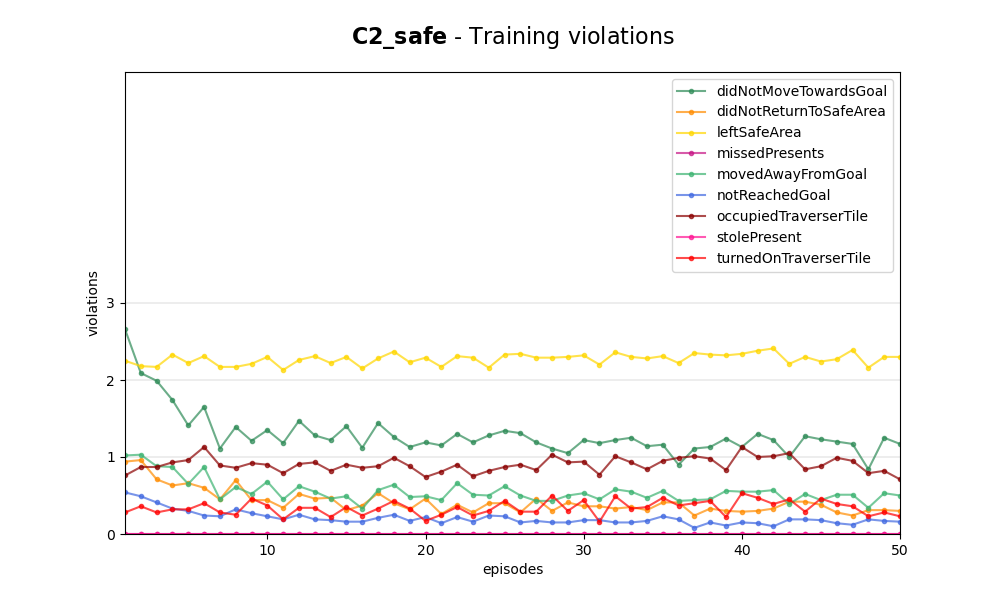 C2_safe - Training violations
didNotMoveTowardsGoal
didNotReturnToSafeArea
leftSafeArea
missedPresents
movedAwayFromGoal
notReachedGoal
occupiedTraverserTile
stolePresent
turnedOnTraverserTile
violations
3
2
1
0
10 20 30 40 50
episodes